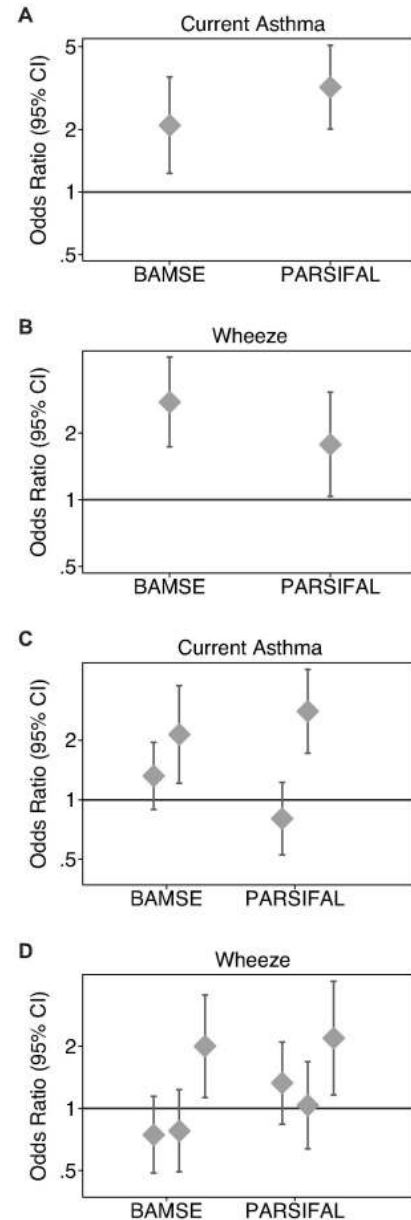 A
Current Asthma
Odds Ratio (95% CI)
5
2
1
.5
BAMSE PARSIFAL
B
Wheeze
Odds Ratio (95% CI)
2
1
.5
BAMSE PARSIFAL
C
Current Asthma
Odds Ratio (95% CI)
2
1
.5
BAMSE PARSIFAL
D
Wheeze
Odds Ratio (95% CI)
2
1
.5
BAMSE PARSIFAL